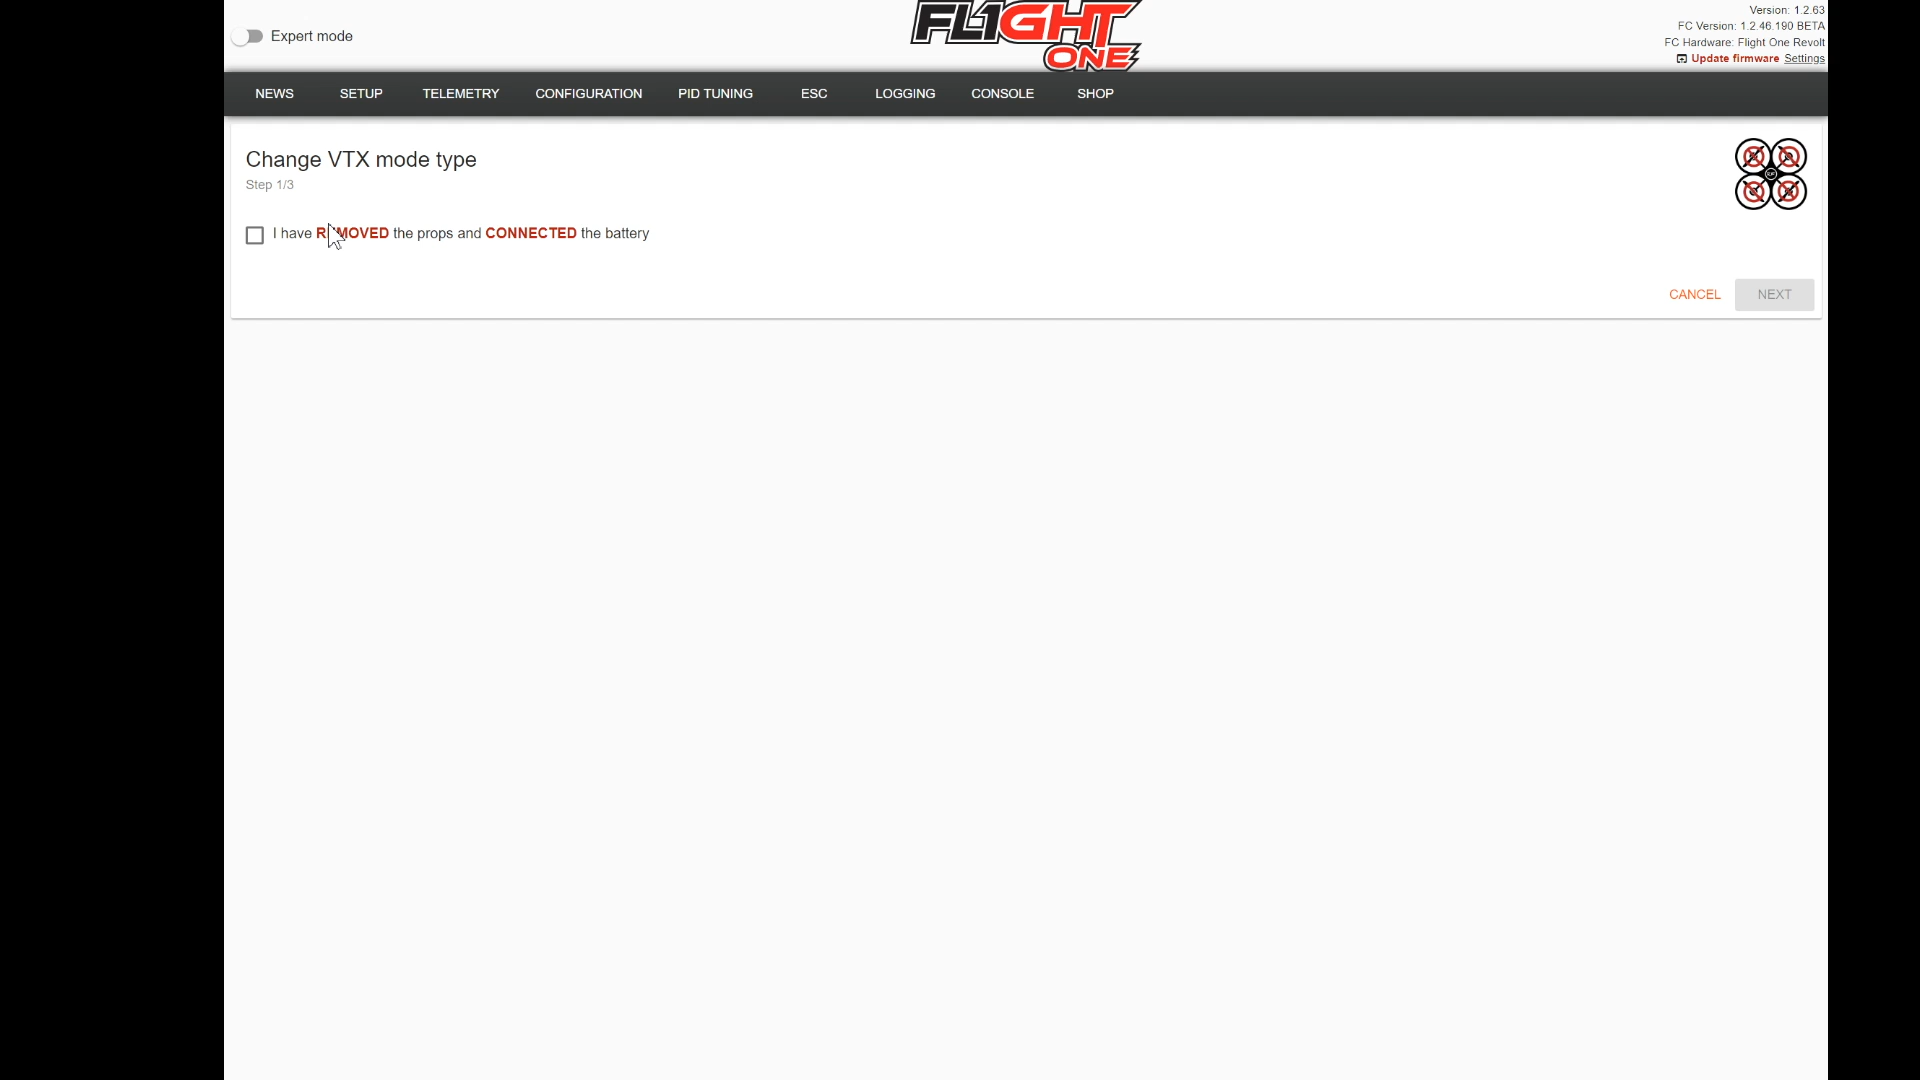 Expert mode
FL1GHT
ONE
Version: 1.2.63
FC Version: 1.2.46.190 BETA
FC Hardware: Flight One Revolt
Update firmware Settings
NEWS SETUP TELEMETRY CONFIGURATION PID TUNING ESC LOGGING CONSOLE SHOP
Change VTX mode type
Step 1/3
I have REMOVED the props and CONNECTED the battery
CANCEL NEXT